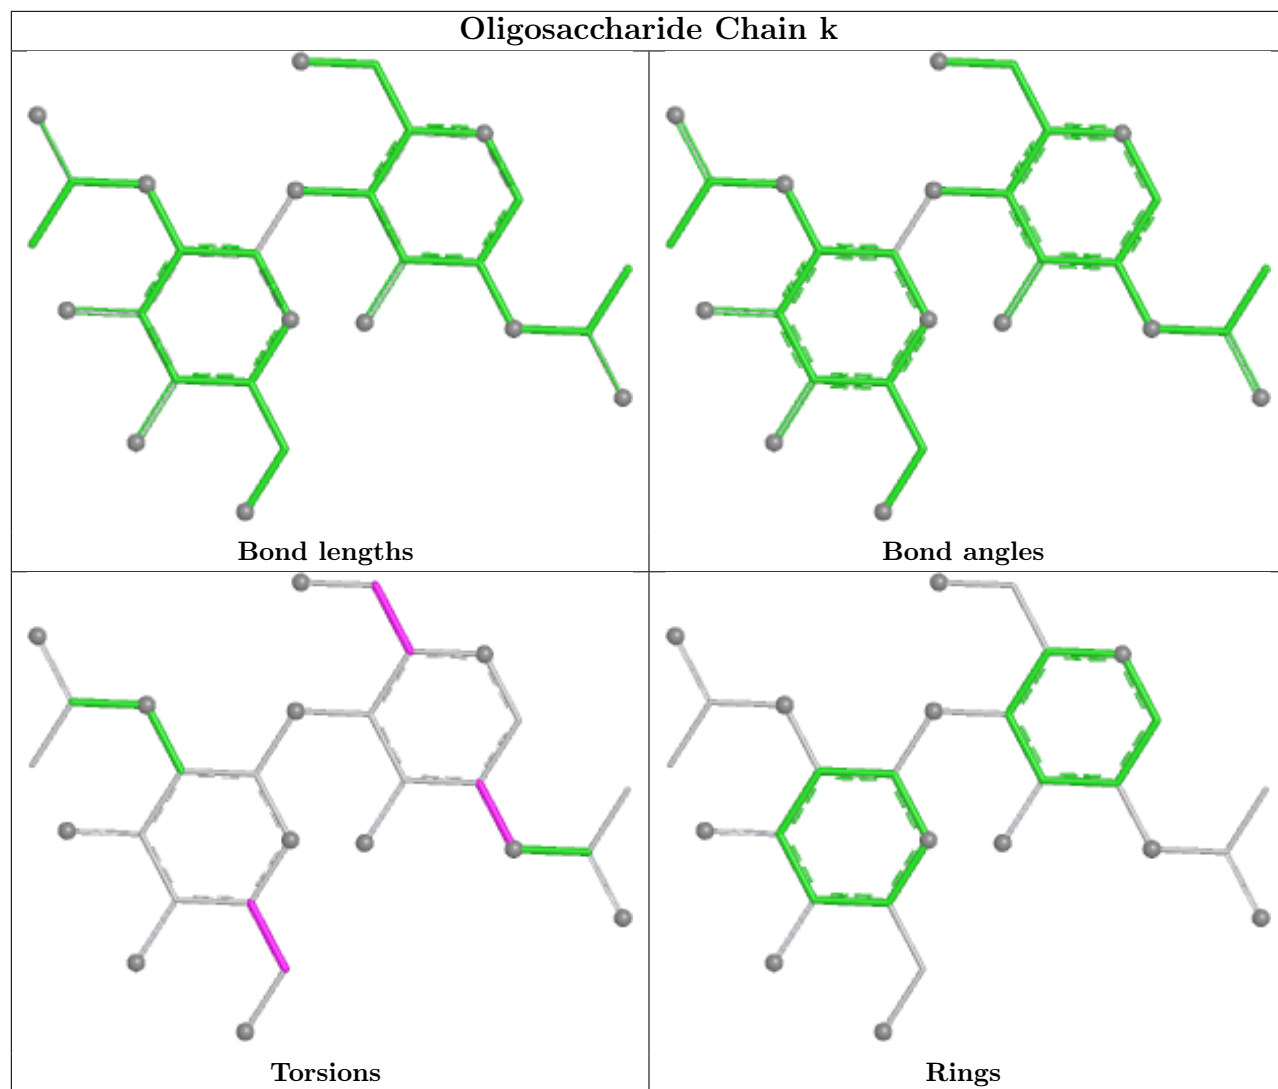 Oligosaccharide Chain k
Bond lengths
Bond angles
Torsions
Rings